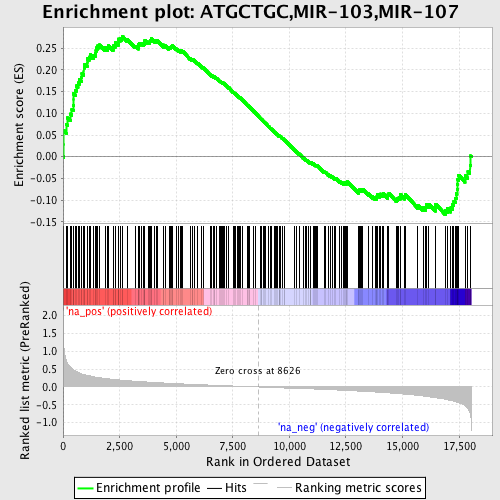 Enrichment plot: ATGCTGC,MIR-103,MIR-107
Enrichment score (ES)
0.25
0.20
0.15
0.10
0.05
0.00
-0.05
-0.10
-0.15
'na_pos' (positively correlated)
Ranked list metric (PreRanked)
2.0
1.5
1.0
0.5
0.0
-0.5
-1.0
Zero cross at 8626
'na_neg' (negatively correlated)
0
2,500
5,000
7,500
10,000
12,500
15,000
17,500
Rank in Ordered Dataset
Enrichment profile
Hits
Ranking metric scores